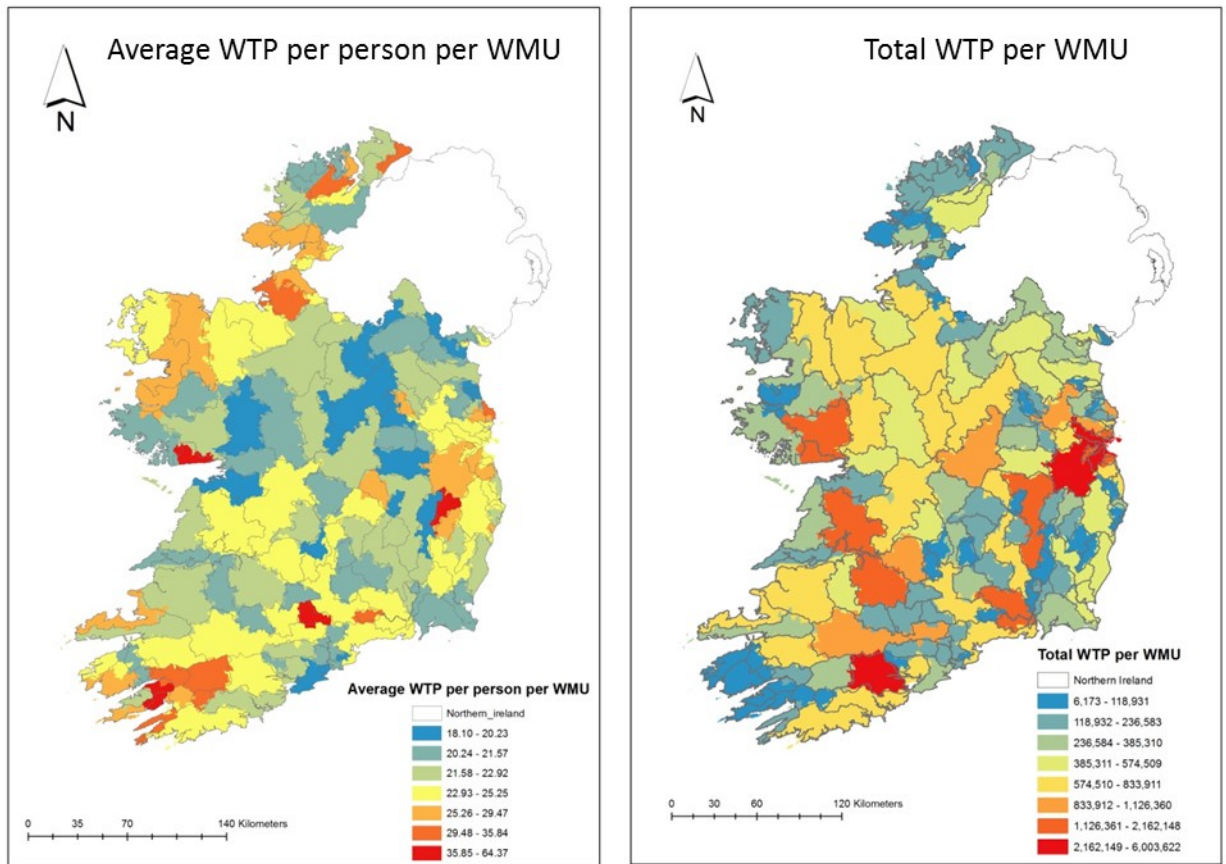 Average WTP per person per WMU
N
Average WTP per person per WMU
Northern_ireland
18.10 - 20.23
20.24 - 21.57
21.58 - 22.92
22.93 - 25.25
25.26 - 29.47
29.48 - 35.84
35.85 - 64.37
0 35 70 140 Kilometers
Total WTP per WMU
N
Total WTP per WMU
Northern Ireland
6,173 - 118,931
118,932 - 236,583
236,584 - 385,310
385,311 - 574,509
574,510 - 833,911
833,912 - 1,126,360
1,126,361 - 2,162,148
2,162,149 - 6,003,622
0 30 60 120 Kilometers